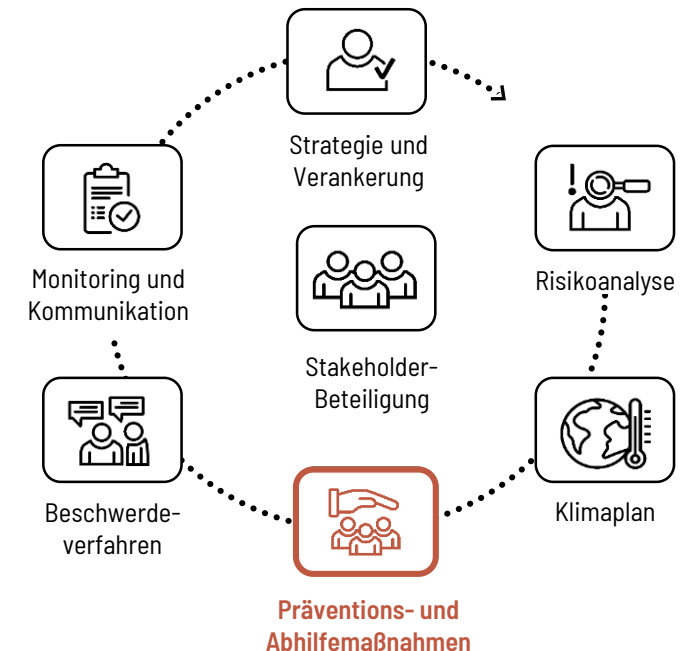 Strategie und
Verankerung
Monitoring und
Kommunikation
Risikoanalyse
Stakeholder-
Beteiligung
Beschwerde-
verfahren
Klimaplan
Präventions- und
Abhilfemaßnahmen